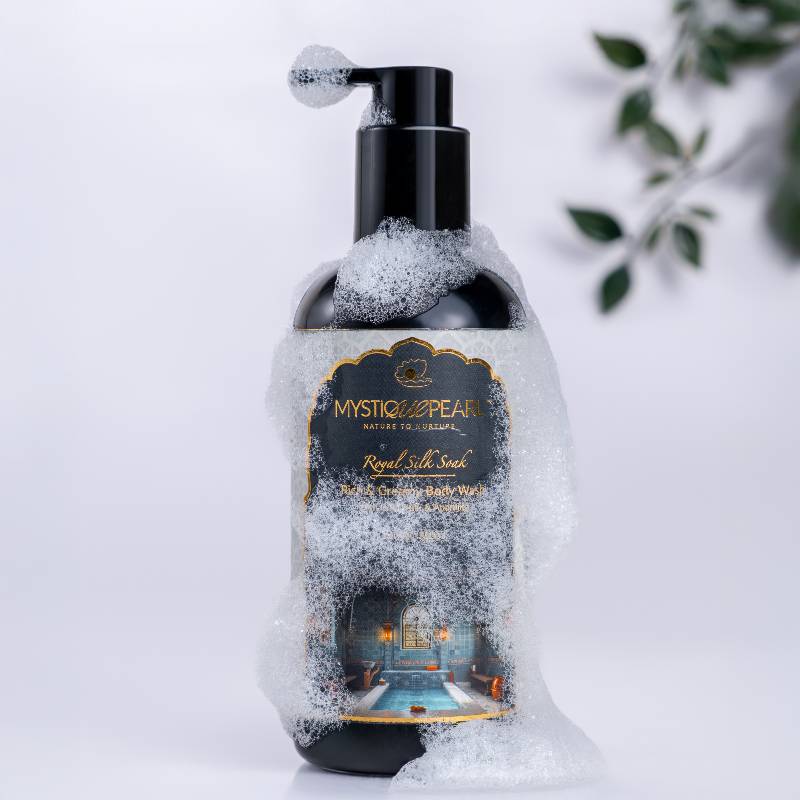 MYSTIQUE PEARL
NATURE TO NURTURE
Royal Silk Soak
Rich & Creamy Body Wash